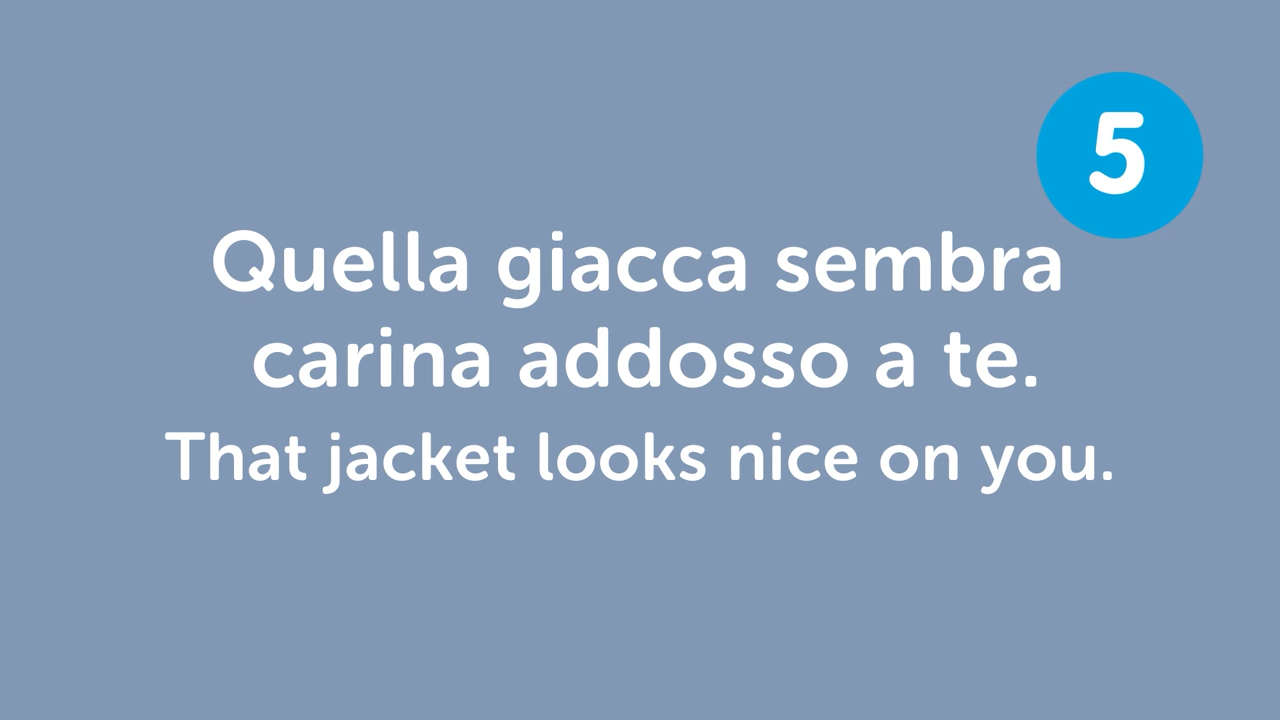 5
Quella giacca sembra
carina addosso a te.
That jacket looks nice on you.